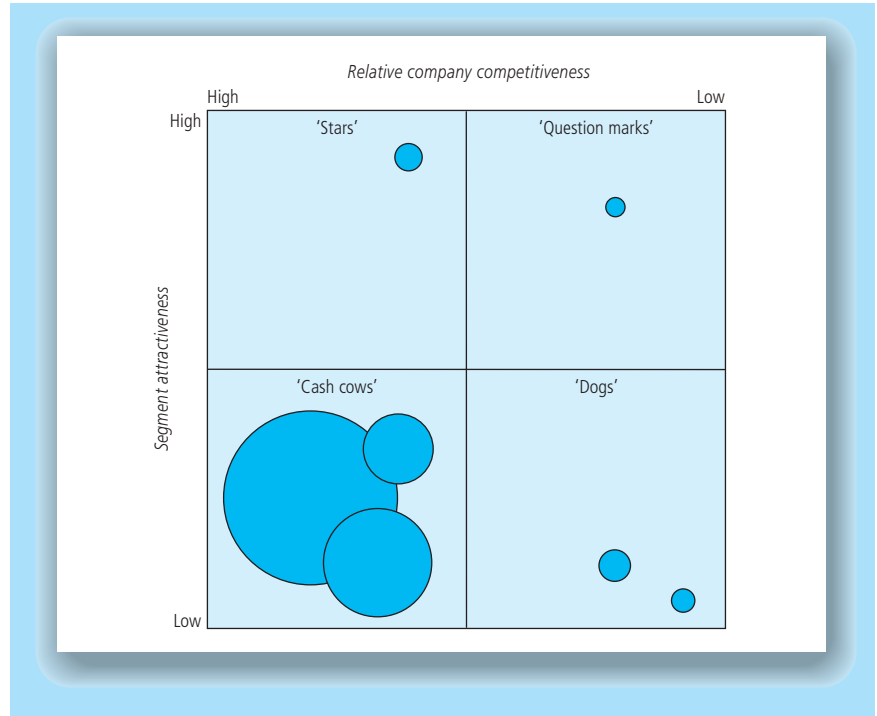 Relative company competitiveness
High
Low
High
‘Stars’
‘Question marks’
Segment attractiveness
‘Cash cows’
‘Dogs’
Low